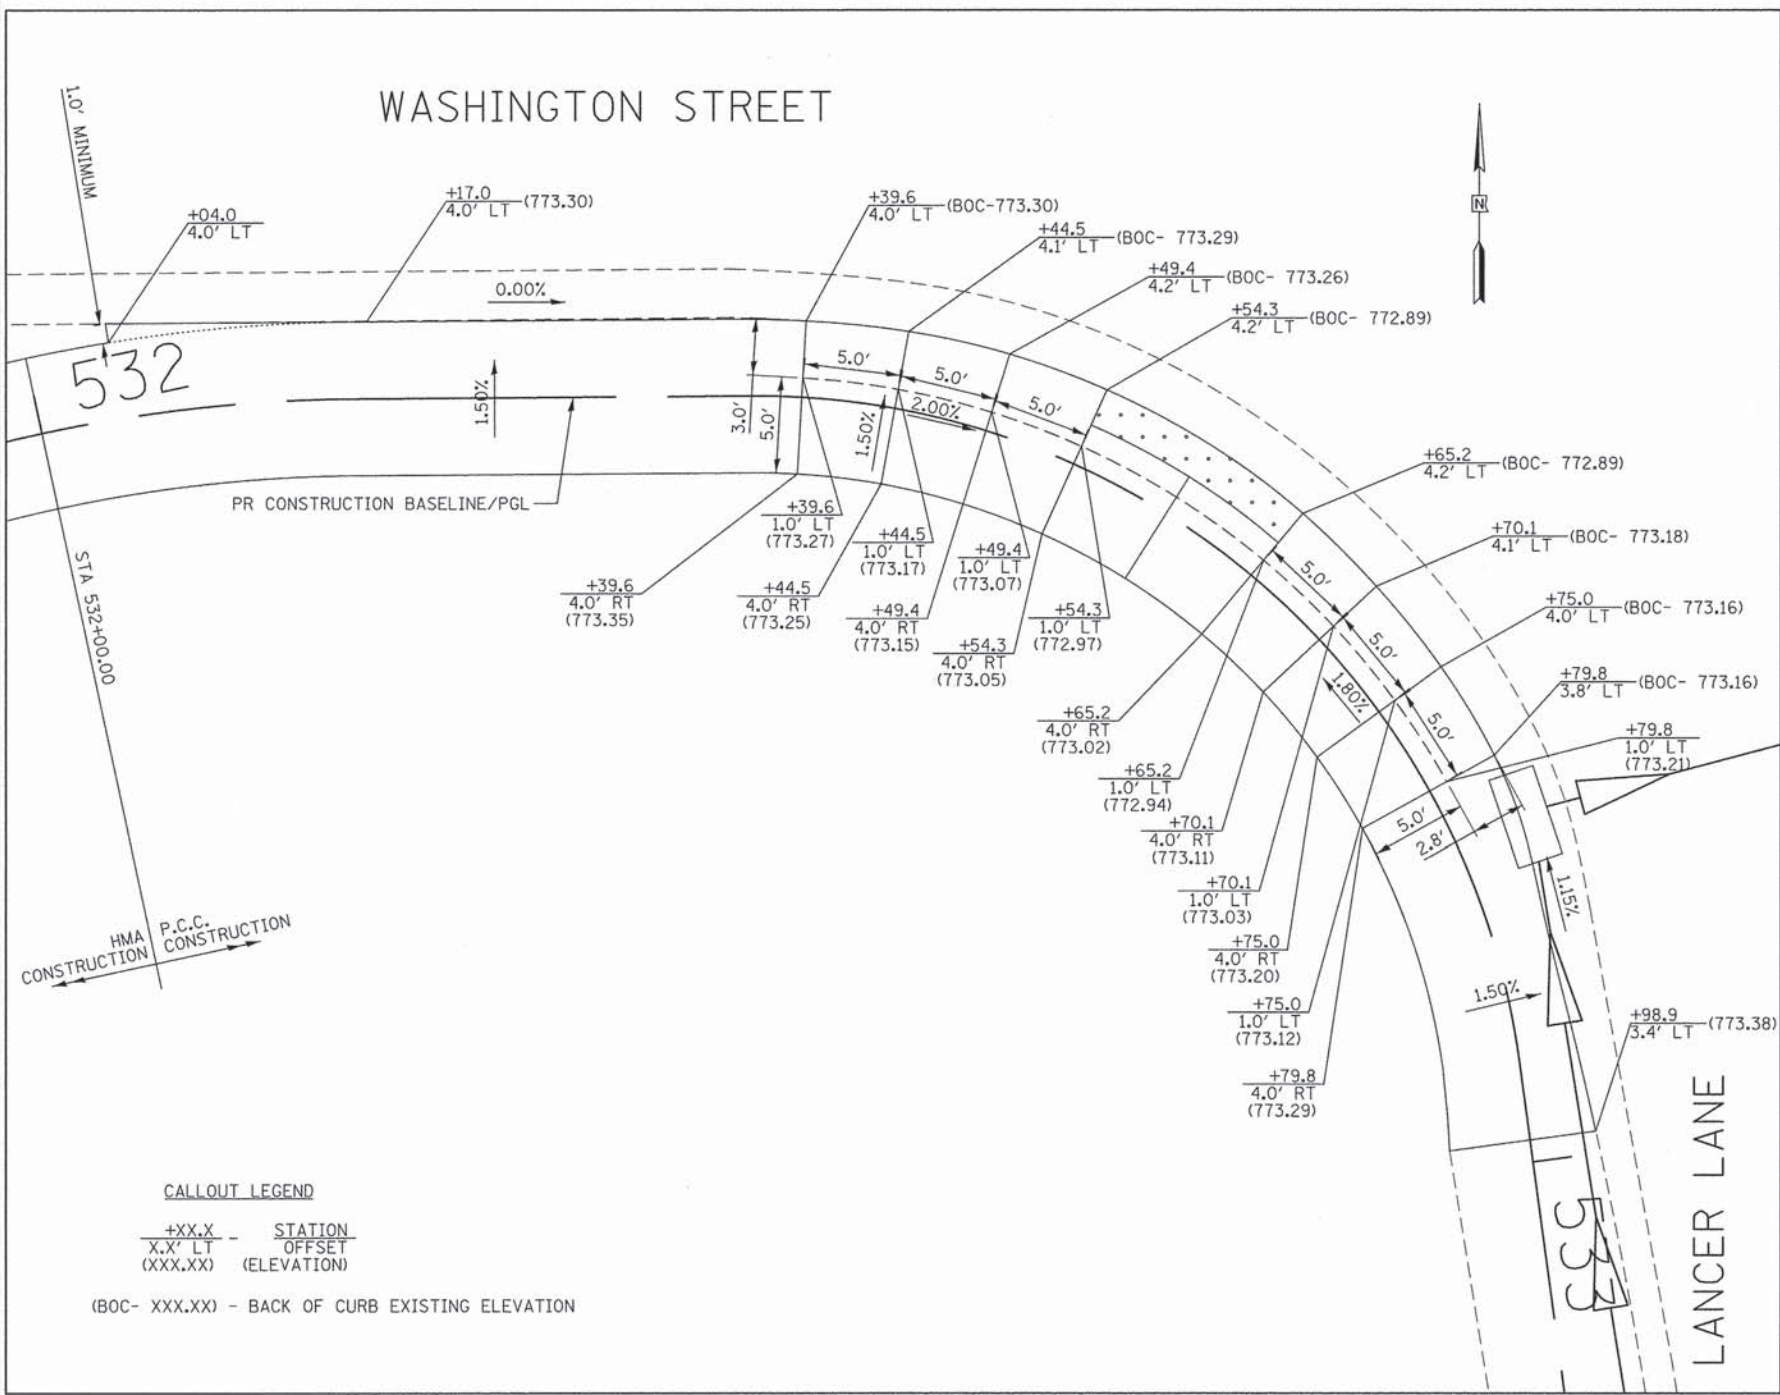 WASHINGTON STREET
1.0' MINIMUM
+04.0
4.0' LT
+17.0
4.0' LT (773.30)
+39.6
4.0' LT (BOC-773.30)
+44.5
4.1' LT (BOC- 773.29)
+49.4
4.2' LT (BOC- 773.26)
+54.3
4.2' LT (BOC- 772.89)
N
0.00%
532
1.50%
3.0'
5.0'
5.0'
5.0'
5.0'
1.50%
2.00%
PR CONSTRUCTION BASELINE/PGL
+65.2
4.2' LT (BOC- 772.89)
+70.1
4.1' LT (BOC- 773.18)
+75.0
4.0' LT (BOC- 773.16)
+79.8
3.8' LT (BOC- 773.16)
+79.8
1.0' LT
(773.21)
+39.6
1.0' LT
(773.27)
+44.5
1.0' LT
(773.17)
+49.4
1.0' LT
(773.07)
+54.3
1.0' LT
(772.97)
+39.6
4.0' RT
(773.35)
+44.5
4.0' RT
(773.25)
+49.4
4.0' RT
(773.15)
+54.3
4.0' RT
(773.05)
5.0'
5.0'
5.0'
1.80%
5.0'
2.8'
1.15%
+65.2
4.0' RT
(773.02)
+65.2
1.0' LT
(772.94)
+70.1
4.0' RT
(773.11)
+70.1
1.0' LT
(773.03)
+75.0
4.0' RT
(773.20)
+75.0
1.0' LT
(773.12)
+79.8
4.0' RT
(773.29)
1.50%
+98.9
3.4' LT (773.38)
STA 532+00.00
HMA
CONSTRUCTION
P.C.C.
CONSTRUCTION
533
LANCER LANE
CALLOUT LEGEND
+XX.X - STATION
X.X' LT OFFSET
(XXX.XX) (ELEVATION)
(BOC- XXX.XX) - BACK OF CURB EXISTING ELEVATION